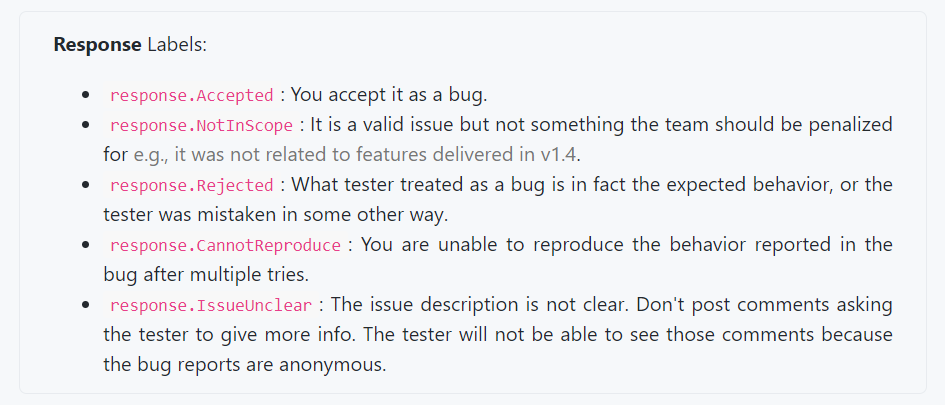 Response Labels:
response.Accepted : You accept it as a bug.
response.NotInScope : It is a valid issue but not something the team should be penalized
for e.g., it was not related to features delivered in v1.4.
response.Rejected : What tester treated as a bug is in fact the expected behavior, or the
tester was mistaken in some other way.
response.CannotReproduce : You are unable to reproduce the behavior reported in the
bug after multiple tries.
response.IssueUnclear : The issue description is not clear. Don't post comments asking
the tester to give more info. The tester will not be able to see those comments because
the bug reports are anonymous.